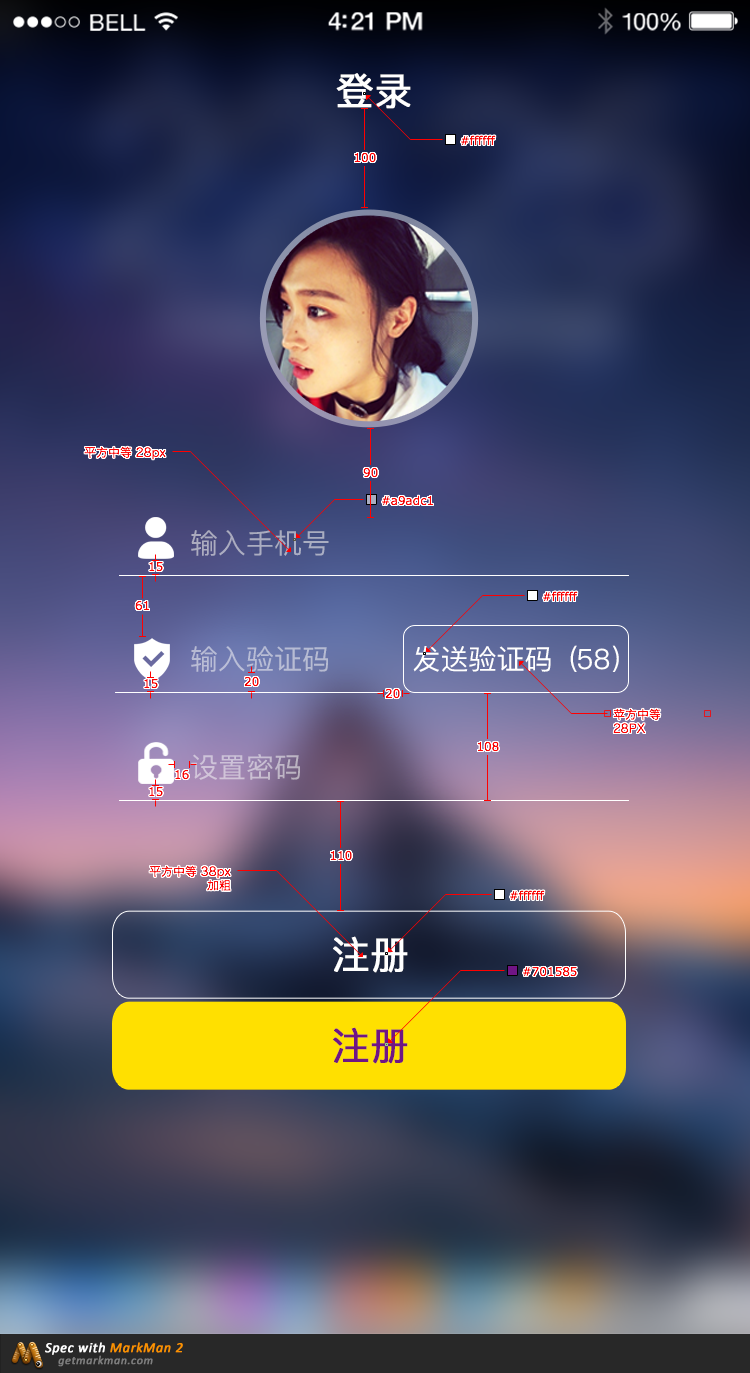 BELL
4:21 PM
100%
登录
#ffffff
100
平方中等 28px
90
#a9adc1
输入手机号
15
61
#ffffff
输入验证码
发送验证码（58）
15
20
20
苹方中等
28PX
108
设置密码
16
15
110
平方中等 38px
加粗
#ffffff
注册
#701585
注册
Spec with MarkMan 2
getmarkman.com